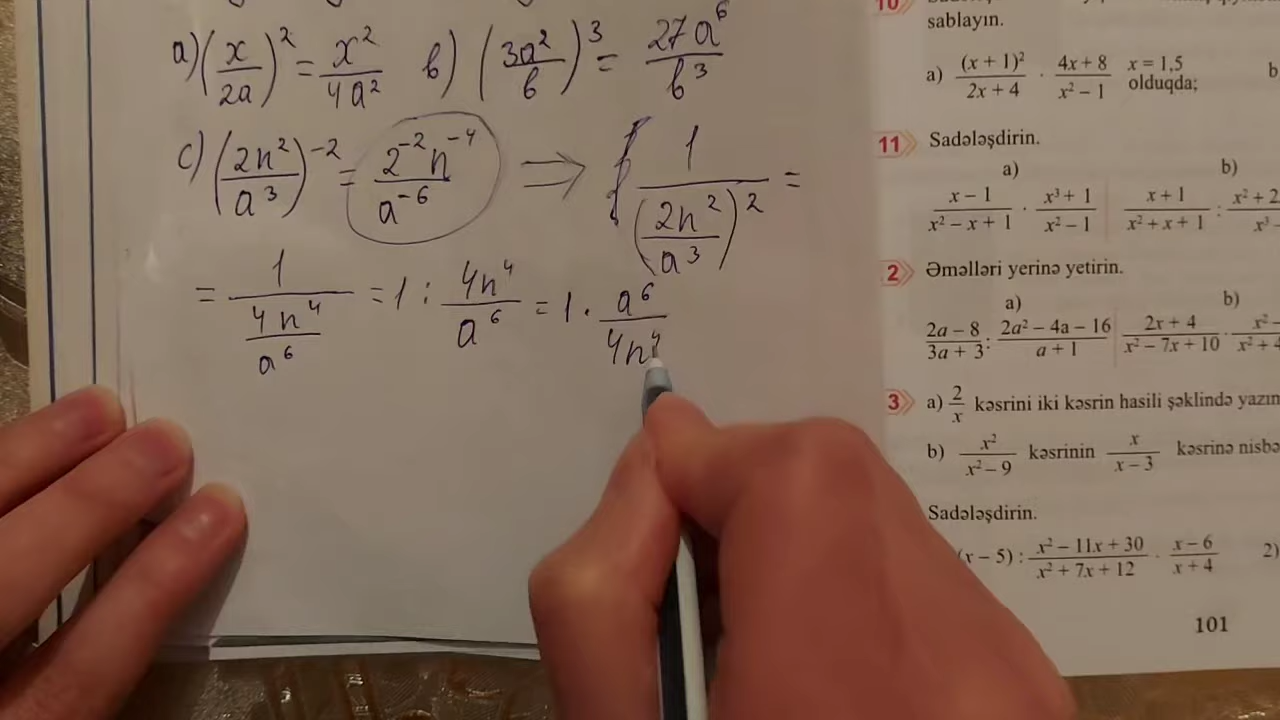 a) (x/2a)² = x²/4a² b) (3a²/b)³ = 27a⁶/b³
c) (2n²/a³)⁻² = 2⁻²n⁻⁴/a⁻⁶ ⇒ 1/(2n²/a³)² =
= 1/(4n⁴/a⁶) = 1 : 4n⁴/a⁶ = 1 · a⁶/4n⁴
10
sablayın.
a) (x + 1)²/(2x + 4) · (4x + 8)/(x² – 1) x = 1,5 olduqda; b
11 Sadələşdirin.
a) b)
(x – 1)/(x² – x + 1) · (x³ + 1)/(x² – 1) (x + 1)/(x² + x + 1) :
2 Əməlləri yerinə yetirin.
a) b)
(2a – 8)/(3a + 3) : (2a² – 4a – 16)/(a + 1) (2x + 4)/(x² – 7x + 10) ·
3 a) 2/x kəsrini iki kəsrin hasili şəklində
b) x²/(x² – 9) kəsrinin x/(x – 3) kəsrinə
Sadələşdirin.
(x – 5) : (x² – 11x + 30)/(x² + 7x + 12) · (x – 6)/(x + 4) 2)
101